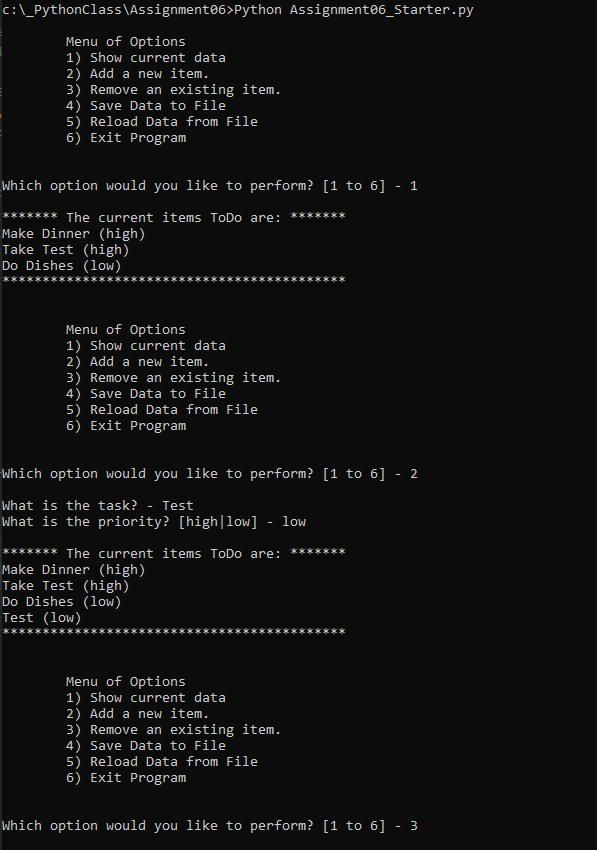 c:\_PythonClass\Assignment06>Python Assignment06_Starter.py
Menu of Options
1) Show current data
2) Add a new item.
3) Remove an existing item.
4) Save Data to File
5) Reload Data from File
6) Exit Program
Which option would you like to perform? [1 to 6] - 1
******* The current items ToDo are: *******
Make Dinner (high)
Take Test (high)
Do Dishes (low)
*******************************************
Menu of Options
1) Show current data
2) Add a new item.
3) Remove an existing item.
4) Save Data to File
5) Reload Data from File
6) Exit Program
Which option would you like to perform? [1 to 6] - 2
What is the task? - Test
What is the priority? [high|low] - low
******* The current items ToDo are: *******
Make Dinner (high)
Take Test (high)
Do Dishes (low)
Test (low)
*******************************************
Menu of Options
1) Show current data
2) Add a new item.
3) Remove an existing item.
4) Save Data to File
5) Reload Data from File
6) Exit Program
Which option would you like to perform? [1 to 6] - 3